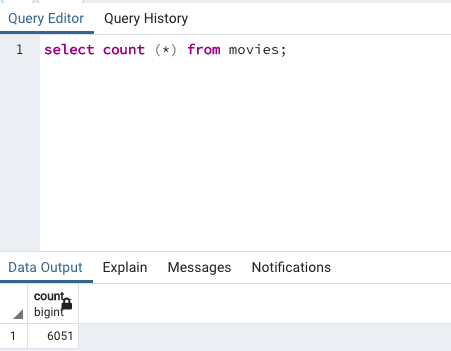 Query Editor Query History
1 select count (*) from movies;
Data Output Explain Messages Notifications
count
bigint
1 6051